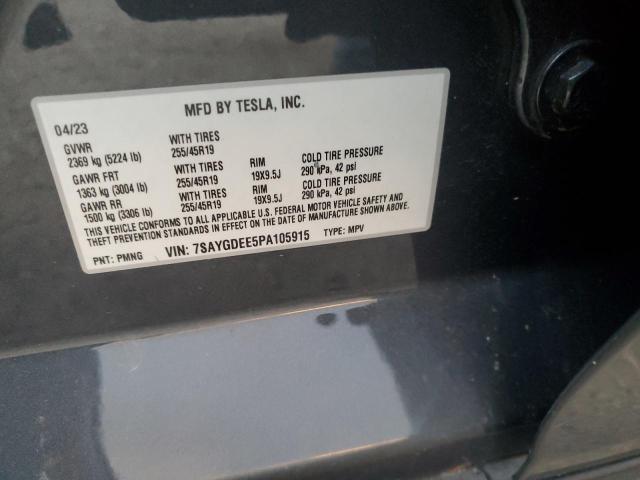 MFD BY TESLA, INC.
04/23
GVWR WITH TIRES
2369 kg (5224 lb) 255/45R19
GAWR FRT WITH TIRES RIM COLD TIRE PRESSURE
1363 kg (3004 lb) 255/45R19 19X9.5J 290 kPa, 42 psi
GAWR RR WITH TIRES RIM COLD TIRE PRESSURE
1500 kg (3306 lb) 255/45R19 19X9.5J 290 kPa, 42 psi
THIS VEHICLE CONFORMS TO ALL APPLICABLE U.S. FEDERAL MOTOR VEHICLE SAFETY AND
THEFT PREVENTION STANDARDS IN EFFECT ON THE DATE OF MANUFACTURE SHOWN ABOVE.
PNT: PMNG VIN: 7SAYGDEE5PA105915 TYPE: MPV